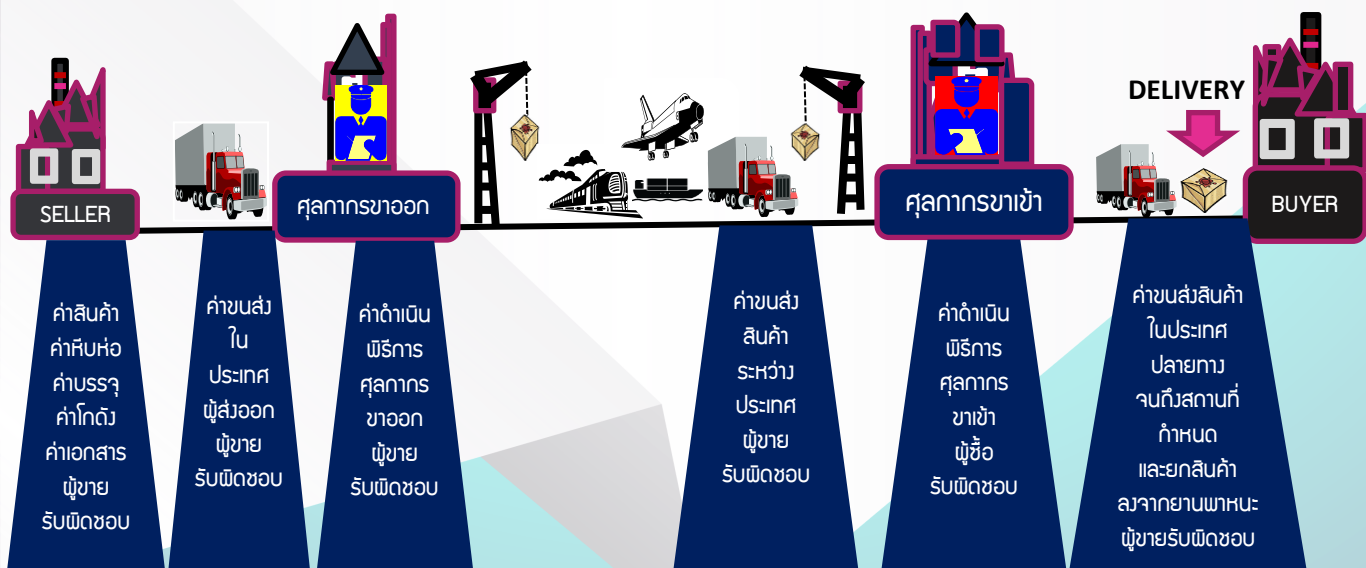 DELIVERY
SELLER
ศุลกากรขาออก
ศุลกากรขาเข้า
BUYER
ค่าสินค้า
ค่าหีบห่อ
ค่าบรรจุ
ค่าโกดัง
ค่าเอกสาร
ผู้ขาย
รับผิดชอบ
ค่าขนส่ง
ใน
ประเทศ
ผู้ส่งออก
ผู้ขาย
รับผิดชอบ
ค่าดำเนิน
พิธีการ
ศุลกากร
ขาออก
ผู้ขาย
รับผิดชอบ
ค่าขนส่ง
สินค้า
ระหว่าง
ประเทศ
ผู้ขาย
รับผิดชอบ
ค่าดำเนิน
พิธีการ
ศุลกากร
ขาเข้า
ผู้ซื้อ
รับผิดชอบ
ค่าขนส่งสินค้า
ในประเทศ
ปลายทาง
จนถึงสถานที่
กำหนด
และยกสินค้า
ลงจากยานพาหนะ
ผู้ขายรับผิดชอบ